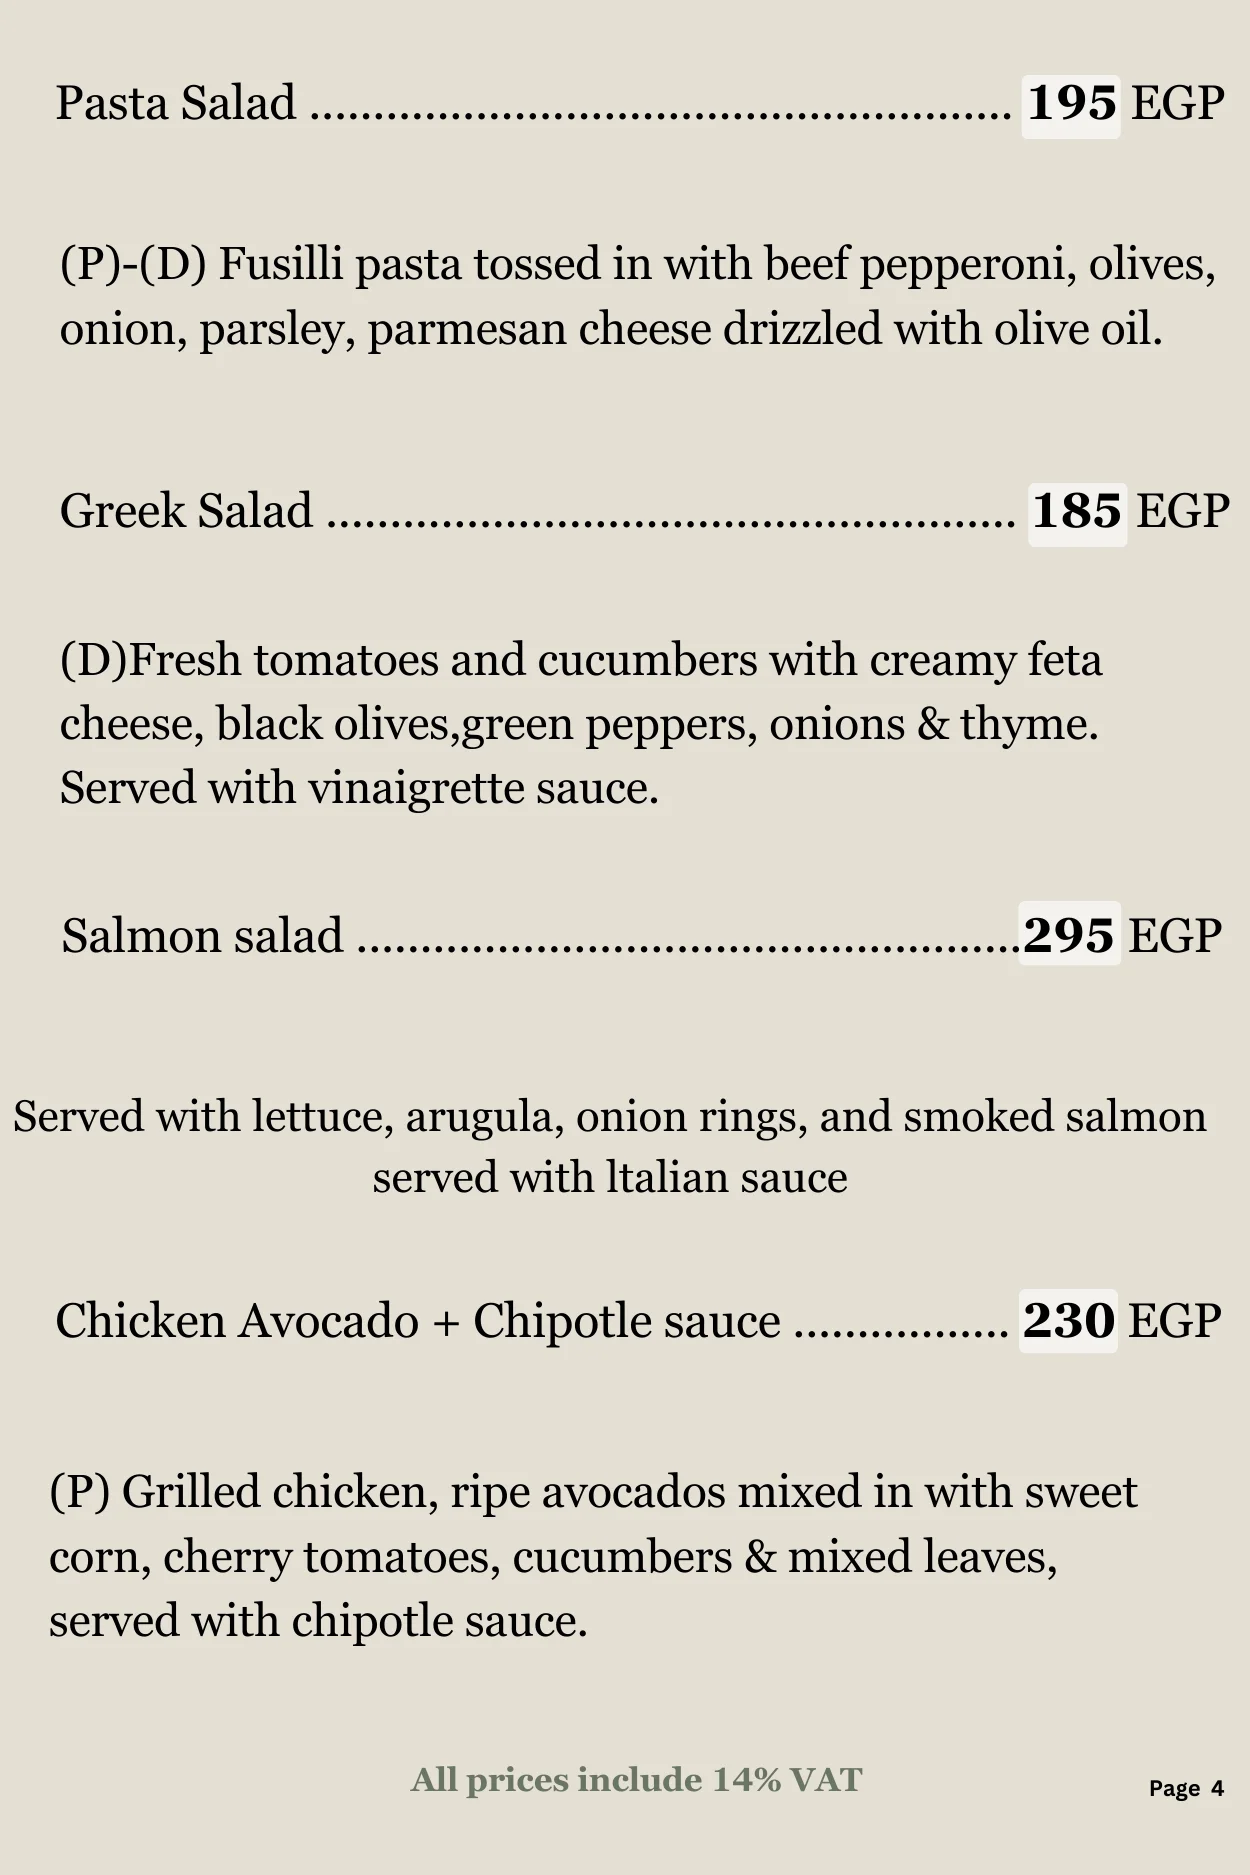 Pasta Salad ....................................................... 195 EGP
(P)-(D) Fusilli pasta tossed in with beef pepperoni, olives,
onion, parsley, parmesan cheese drizzled with olive oil.
Greek Salad ...................................................... 185 EGP
(D)Fresh tomatoes and cucumbers with creamy feta
cheese, black olives,green peppers, onions & thyme.
Served with vinaigrette sauce.
Salmon salad ....................................................295 EGP
Served with lettuce, arugula, onion rings, and smoked salmon
served with ltalian sauce
Chicken Avocado + Chipotle sauce ................. 230 EGP
(P) Grilled chicken, ripe avocados mixed in with sweet
corn, cherry tomatoes, cucumbers & mixed leaves,
served with chipotle sauce.
All prices include 14% VAT
Page 4